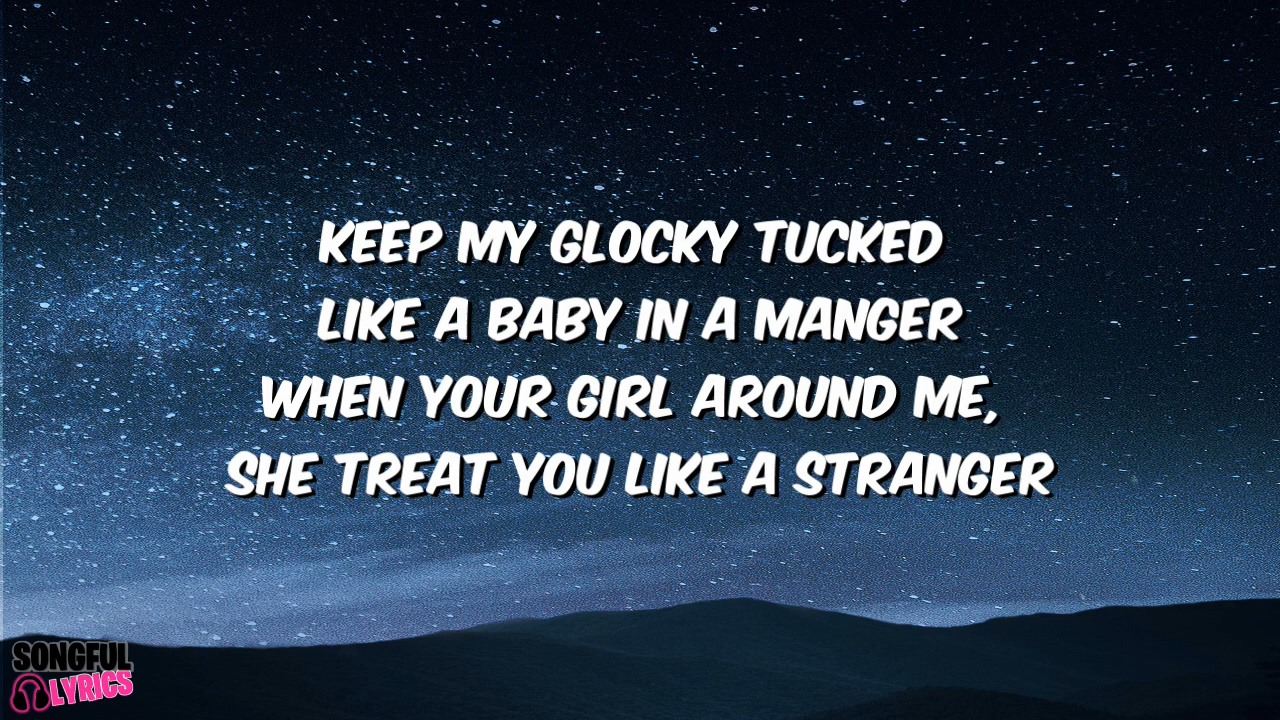 KEEP MY GLOCKY TUCKED
LIKE A BABY IN A MANGER
WHEN YOUR GIRL AROUND ME,
SHE TREAT YOU LIKE A STRANGER
SONGFUL
LYRICS